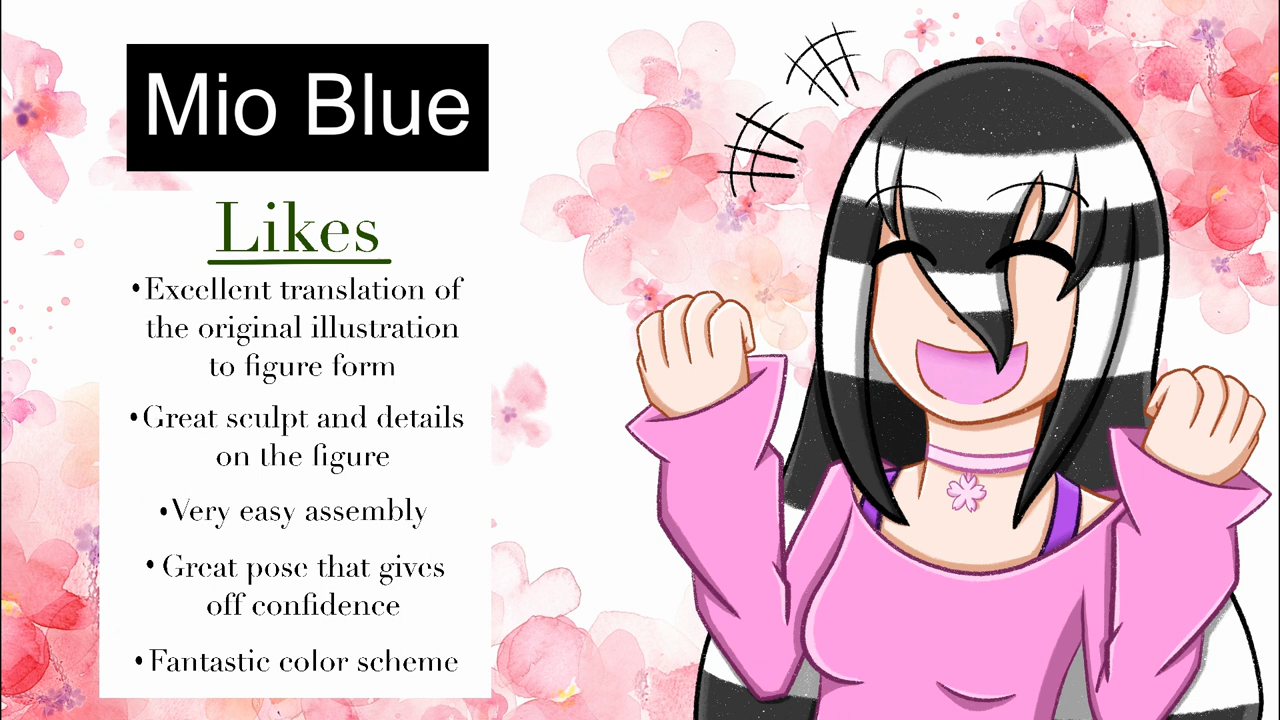 Mio Blue
Likes
•Excellent translation of
the original illustration
to figure form
•Great sculpt and details
on the figure
•Very easy assembly
• Great pose that gives
off confidence
•Fantastic color scheme